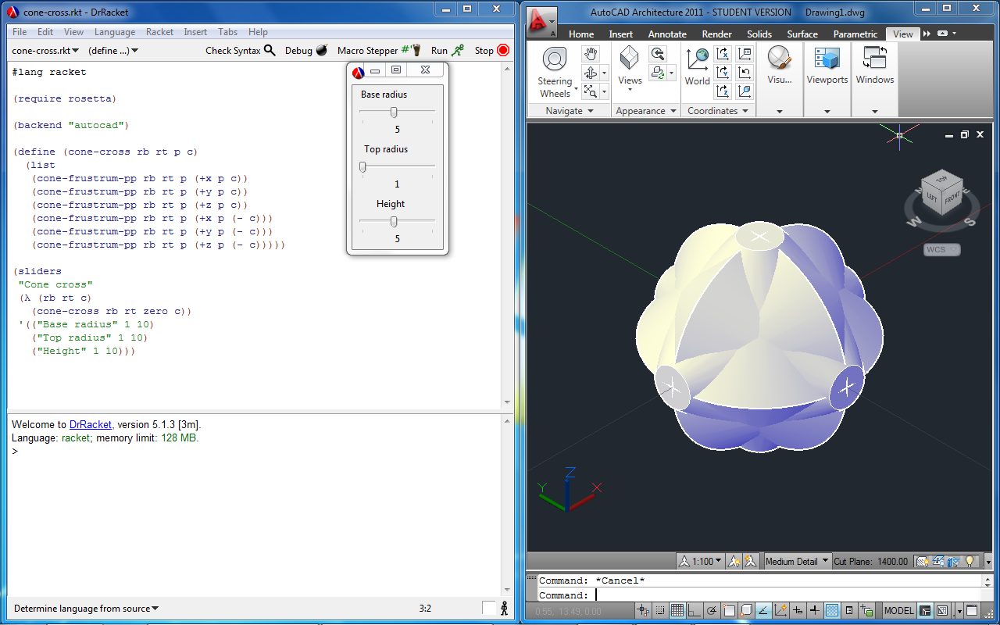 cone-cross.rkt - DrRacket
File Edit View Language Racket Insert Tabs Help
cone-cross.rkt (define ...) Check Syntax Debug Macro Stepper #' Run Stop
#lang racket
(require rosetta)
(backend "autocad")
(define (cone-cross rb rt p c)
(list
(cone-frustrum-pp rb rt p (+x p c))
(cone-frustrum-pp rb rt p (+y p c))
(cone-frustrum-pp rb rt p (+z p c))
(cone-frustrum-pp rb rt p (+x p (- c)))
(cone-frustrum-pp rb rt p (+y p (- c)))
(cone-frustrum-pp rb rt p (+z p (- c)))))
(sliders
"Cone cross"
(λ (rb rt c)
(cone-cross rb rt zero c))
'(("Base radius" 1 10)
("Top radius" 1 10)
("Height" 1 10)))
Base radius
5
Top radius
1
Height
5
Welcome to DrRacket, version 5.1.3 [3m].
Language: racket; memory limit: 128 MB.
>
Determine language from source 3:2
AutoCAD Architecture 2011 - STUDENT VERSION Drawing1.dwg
Home Insert Annotate Render Solids Surface Parametric View
Steering
Wheels
Views
World
Visu...
Viewports
Windows
Navigate Appearance Coordinates
TOP
LEFT FRONT
N E
W S
WCS
Z
Y X
1:100 Medium Detail Cut Plane: 1400.00
Command: *Cancel*
Command:
0.55, 13.49, 0.00 MODEL